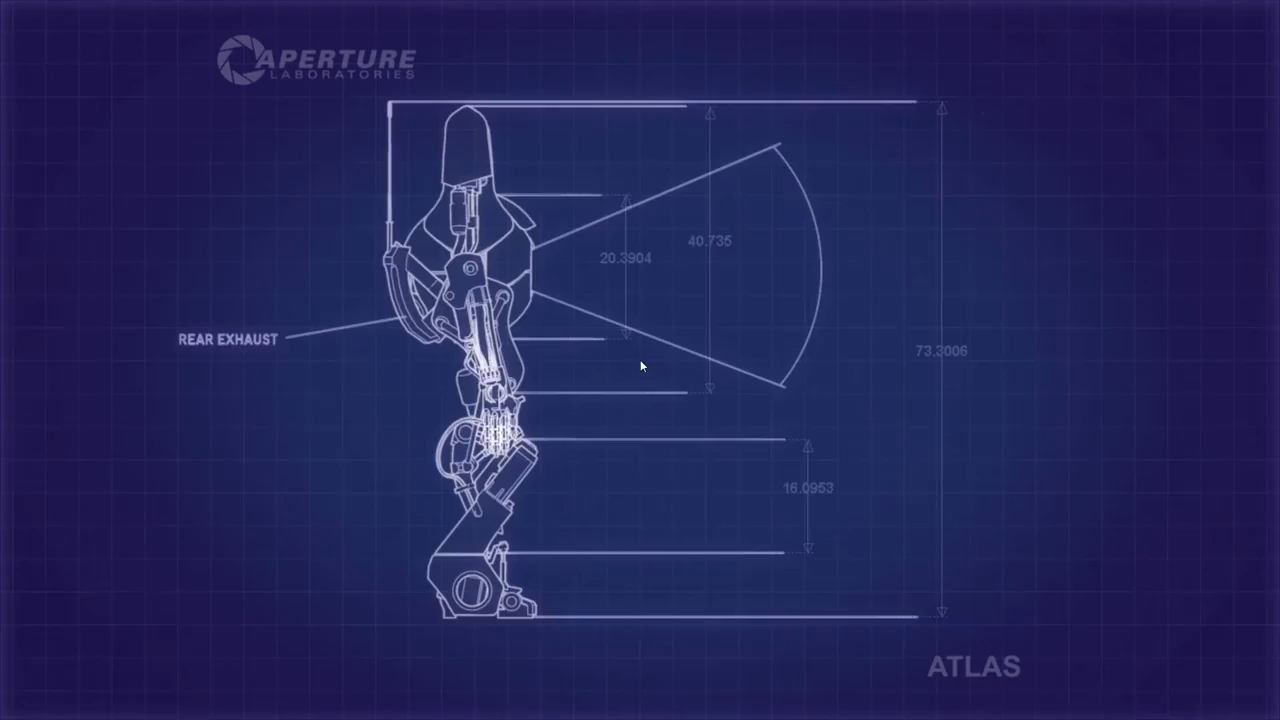 APERTURE
LABORATORIES
40.735
20.3904
REAR EXHAUST
73.3006
16.0953
ATLAS